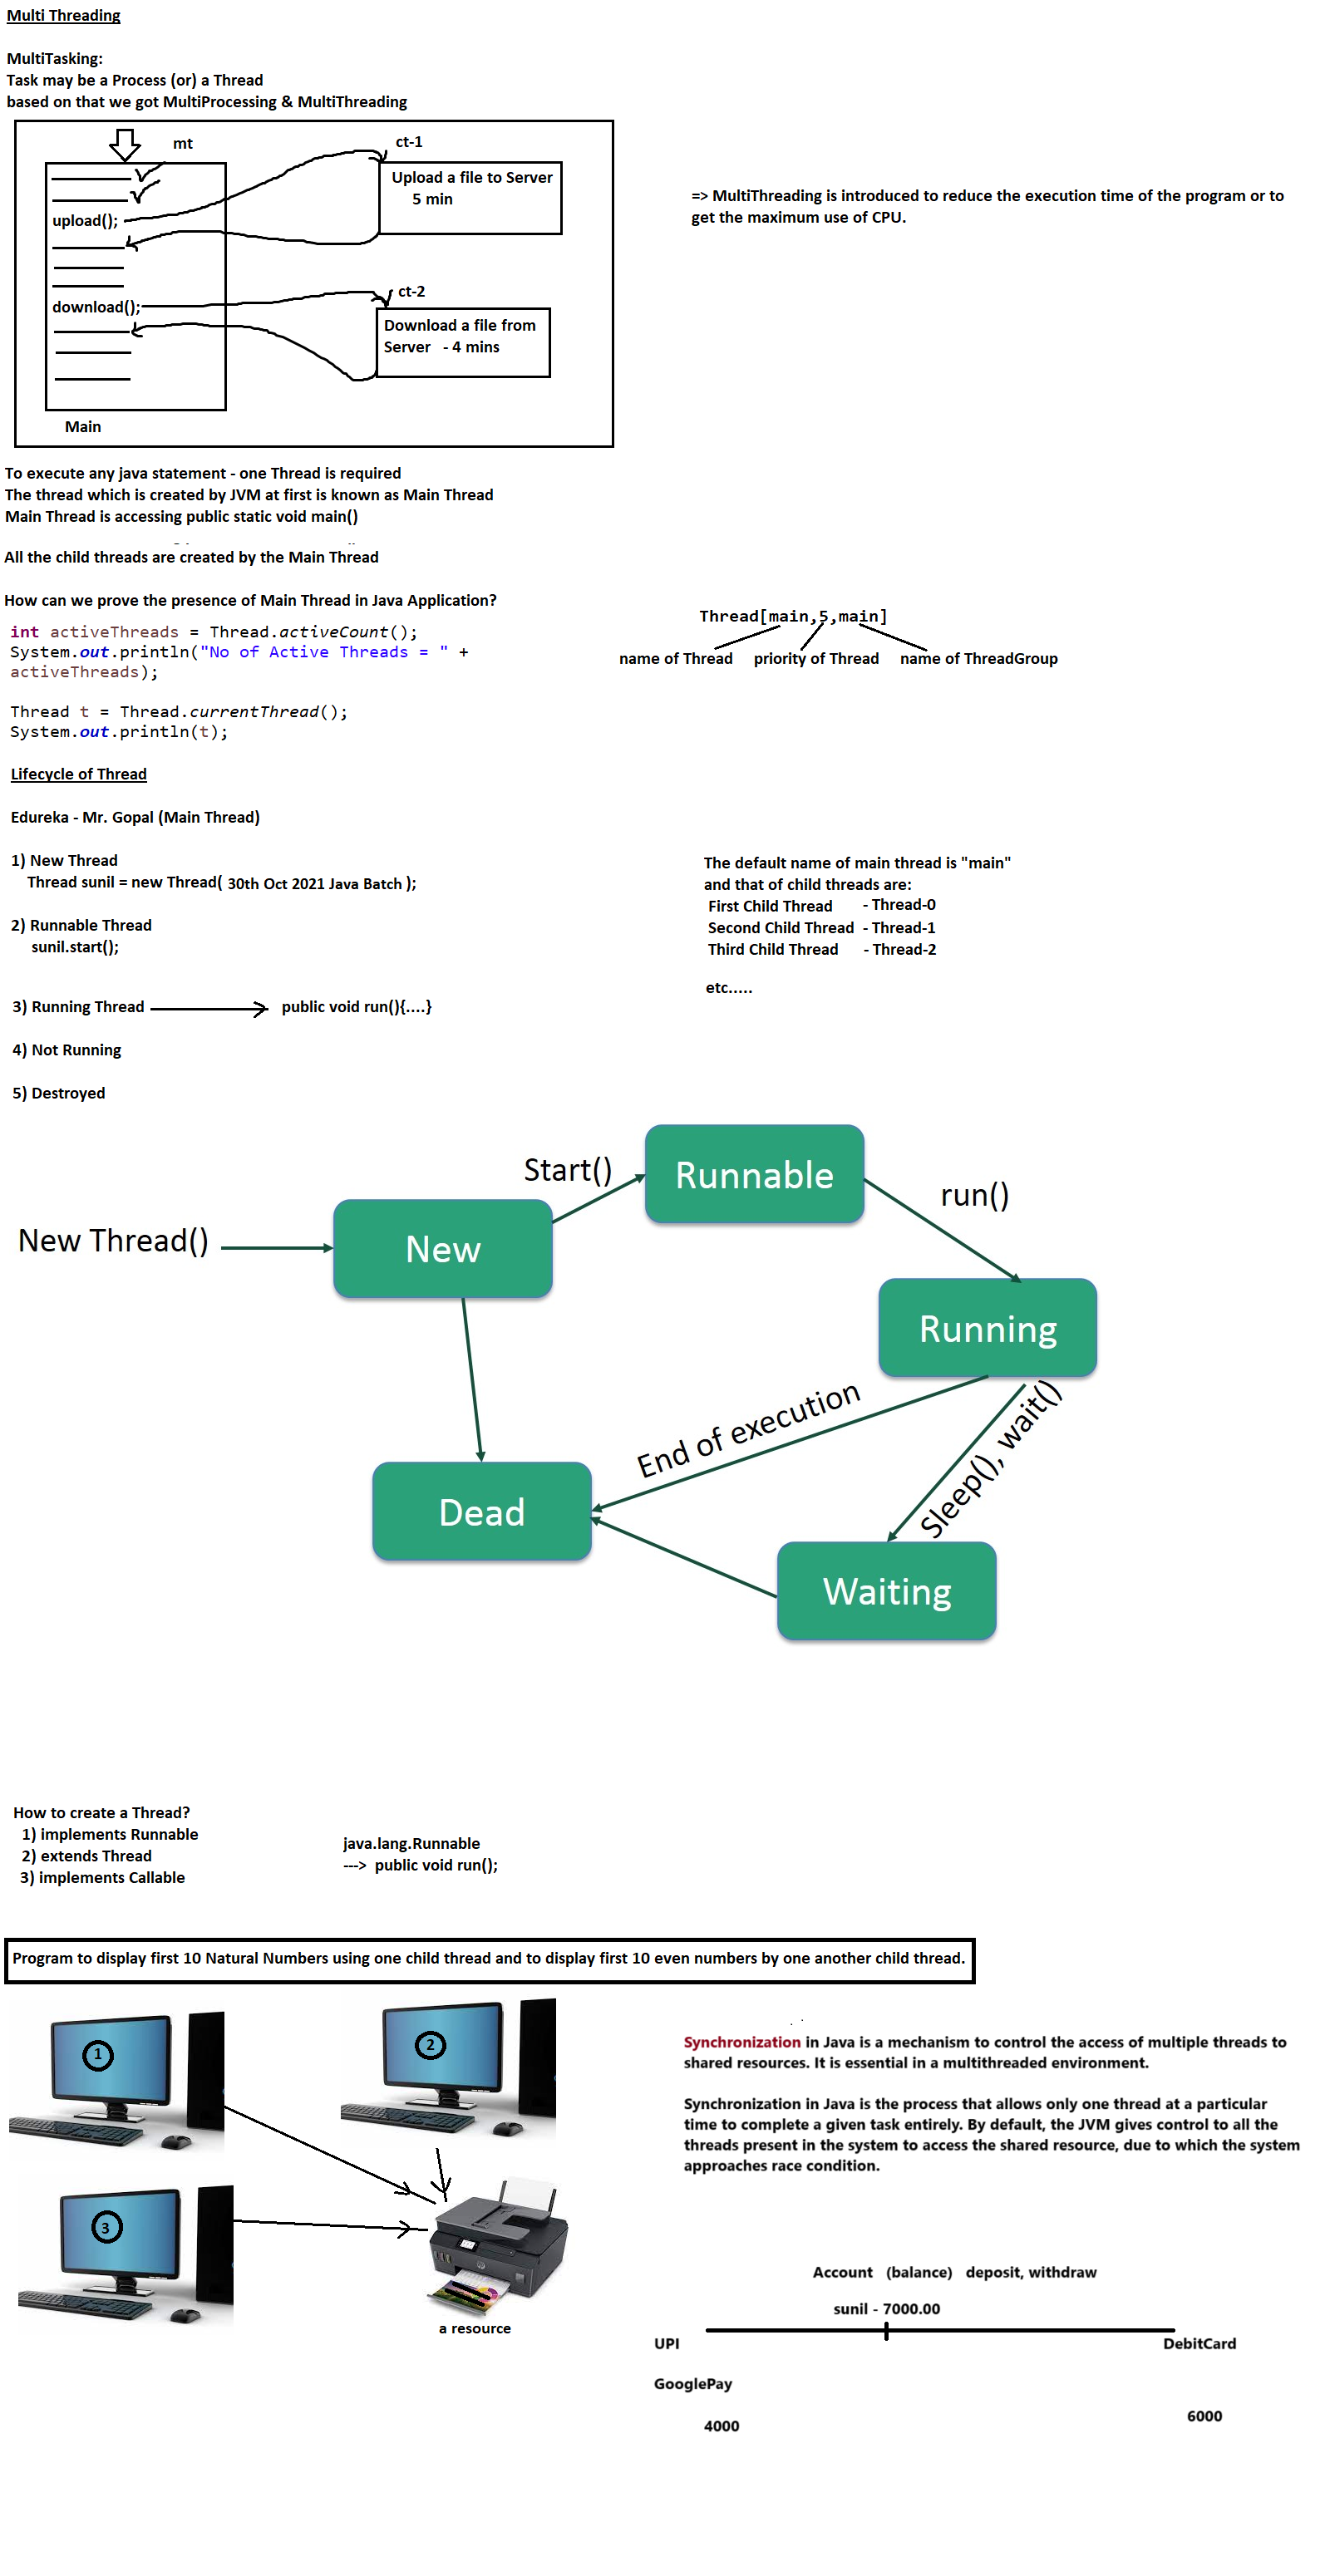 Multi Threading
MultiTasking:
Task may be a Process (or) a Thread
based on that we got MultiProcessing & MultiThreading
mt
ct-1
Upload a file to Server
5 min
upload();
=> MultiThreading is introduced to reduce the execution time of the program or to
get the maximum use of CPU.
ct-2
download();
Download a file from
Server - 4 mins
Main
To execute any java statement - one Thread is required
The thread which is created by JVM at first is known as Main Thread
Main Thread is accessing public static void main()
All the child threads are created by the Main Thread
How can we prove the presence of Main Thread in Java Application?
int activeThreads = Thread.activeCount();
System.out.println("No of Active Threads = " +
activeThreads);
Thread t = Thread.currentThread();
System.out.println(t);
Thread[main,5,main]
name of Thread priority of Thread name of ThreadGroup
Lifecycle of Thread
Edureka - Mr. Gopal (Main Thread)
1) New Thread
Thread sunil = new Thread( 30th Oct 2021 Java Batch );
2) Runnable Thread
sunil.start();
3) Running Thread public void run(){....}
4) Not Running
5) Destroyed
The default name of main thread is "main"
and that of child threads are:
First Child Thread - Thread-0
Second Child Thread - Thread-1
Third Child Thread - Thread-2
etc.....
New Thread()
New
Start()
Runnable
run()
Running
End of execution
Sleep(), wait()
Dead
Waiting
How to create a Thread?
1) implements Runnable
2) extends Thread
3) implements Callable
java.lang.Runnable
---> public void run();
Program to display first 10 Natural Numbers using one child thread and to display first 10 even numbers by one another child thread.
1
2
3
a resource
Synchronization in Java is a mechanism to control the access of multiple threads to
shared resources. It is essential in a multithreaded environment.
Synchronization in Java is the process that allows only one thread at a particular
time to complete a given task entirely. By default, the JVM gives control to all the
threads present in the system to access the shared resource, due to which the system
approaches race condition.
Account (balance) deposit, withdraw
sunil - 7000.00
UPI
DebitCard
GooglePay
4000
6000